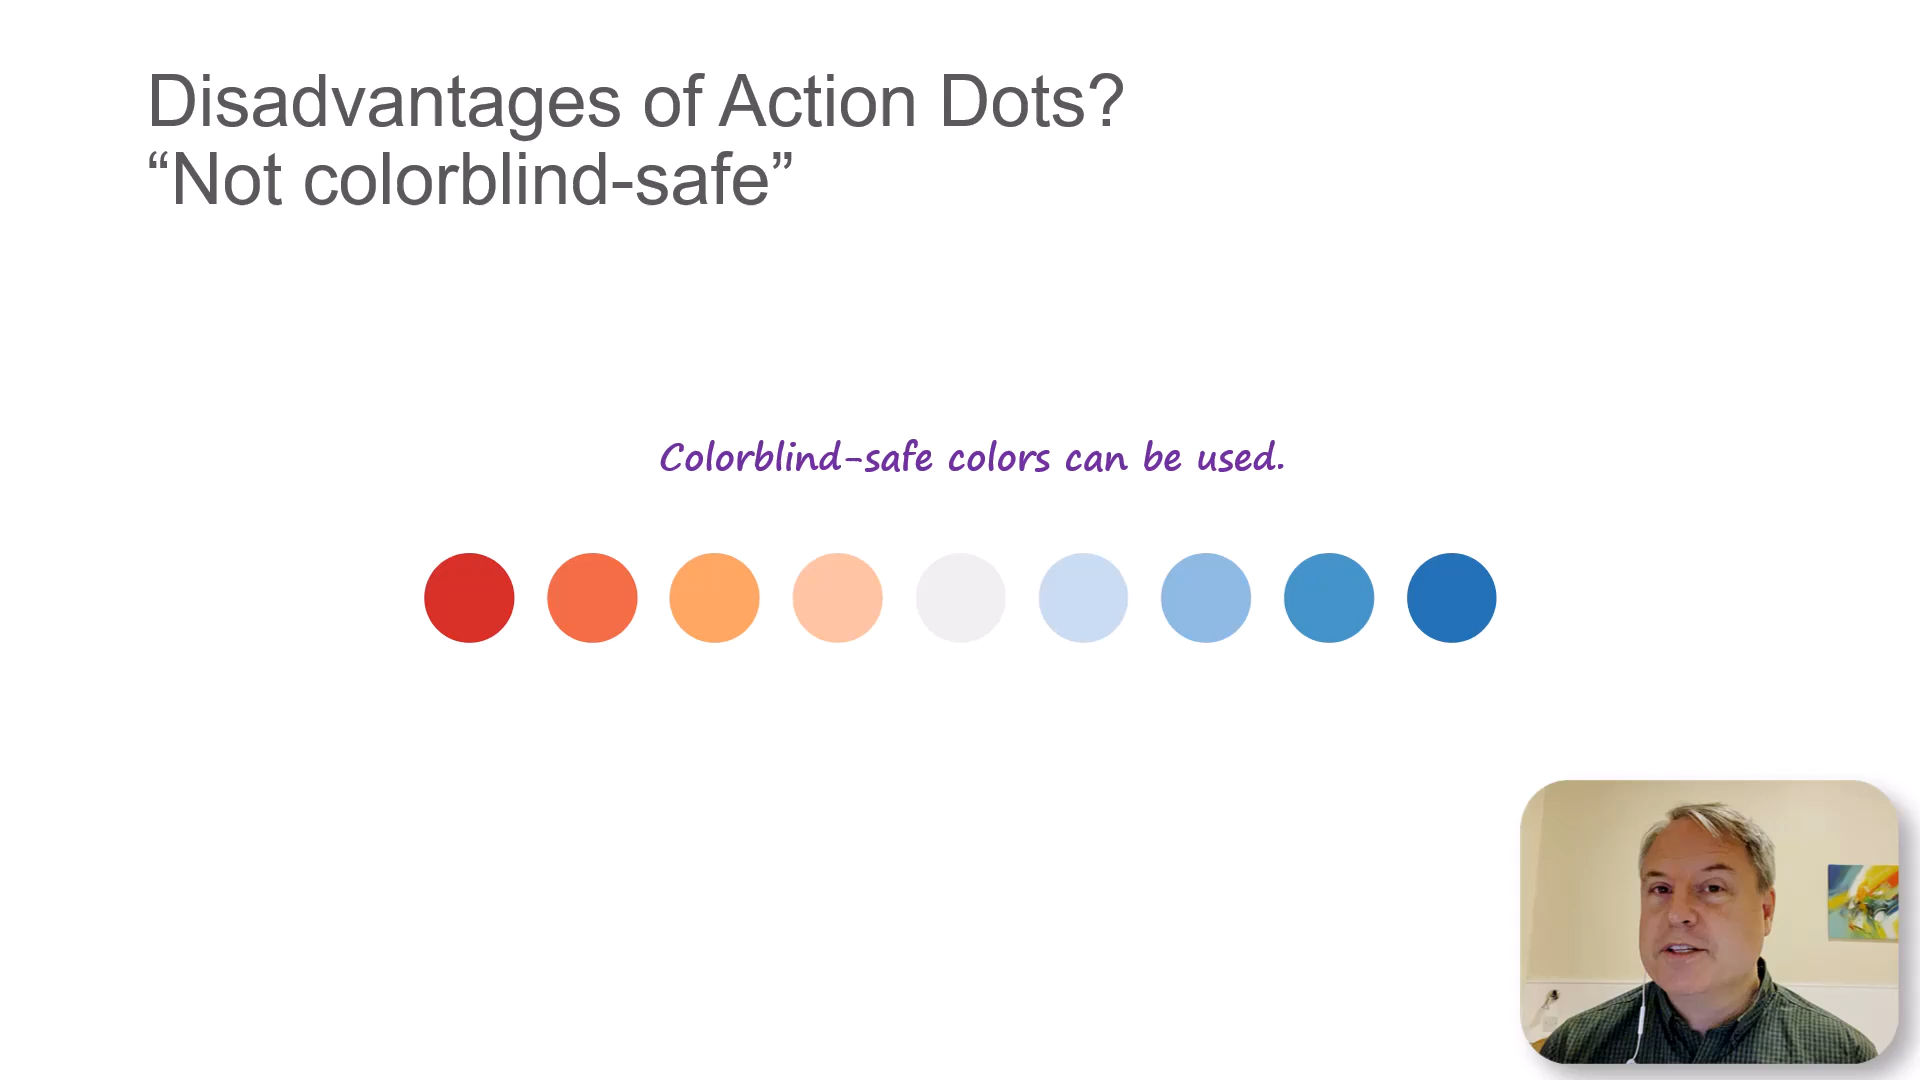 Disadvantages of Action Dots?
“Not colorblind-safe”
Colorblind-safe colors can be used.